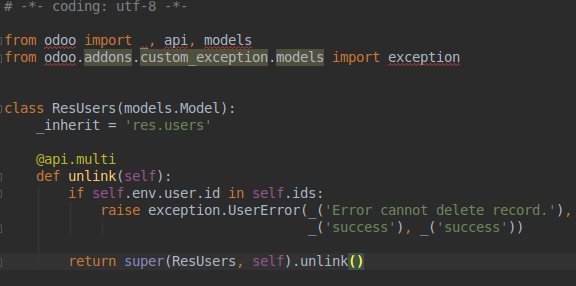 # -*- coding: utf-8 -*-
from odoo import _, api, models
from odoo.addons.custom_exception.models import exception
class ResUsers(models.Model):
    _inherit = 'res.users'
    @api.multi
    def unlink(self):
        if self.env.user.id in self.ids:
            raise exception.UserError(_('Error cannot delete record.'),
                                      _('success'), _('success'))
        return super(ResUsers, self).unlink()